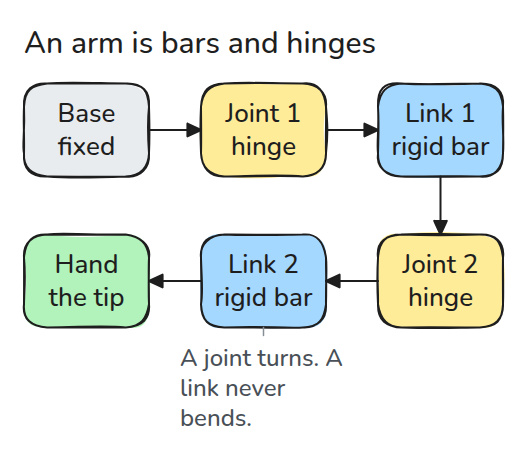 An arm is bars and hinges
Base
fixed
Joint 1
hinge
Link 1
rigid bar
Hand
the tip
Link 2
rigid bar
Joint 2
hinge
A joint turns. A
link never
bends.